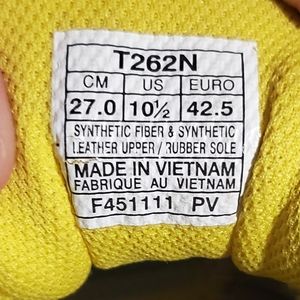 T262N
CM US EURO
27.0 10½ 42.5
SYNTHETIC FIBER & SYNTHETIC
LEATHER UPPER / RUBBER SOLE
MADE IN VIETNAM
FABRIQUE AU VIETNAM
F451111 PV